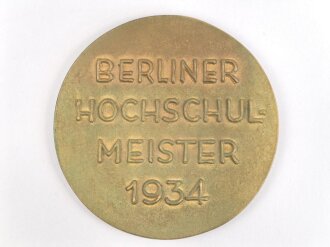 BERLINER
HOCHSCHUL-
MEISTER
1934